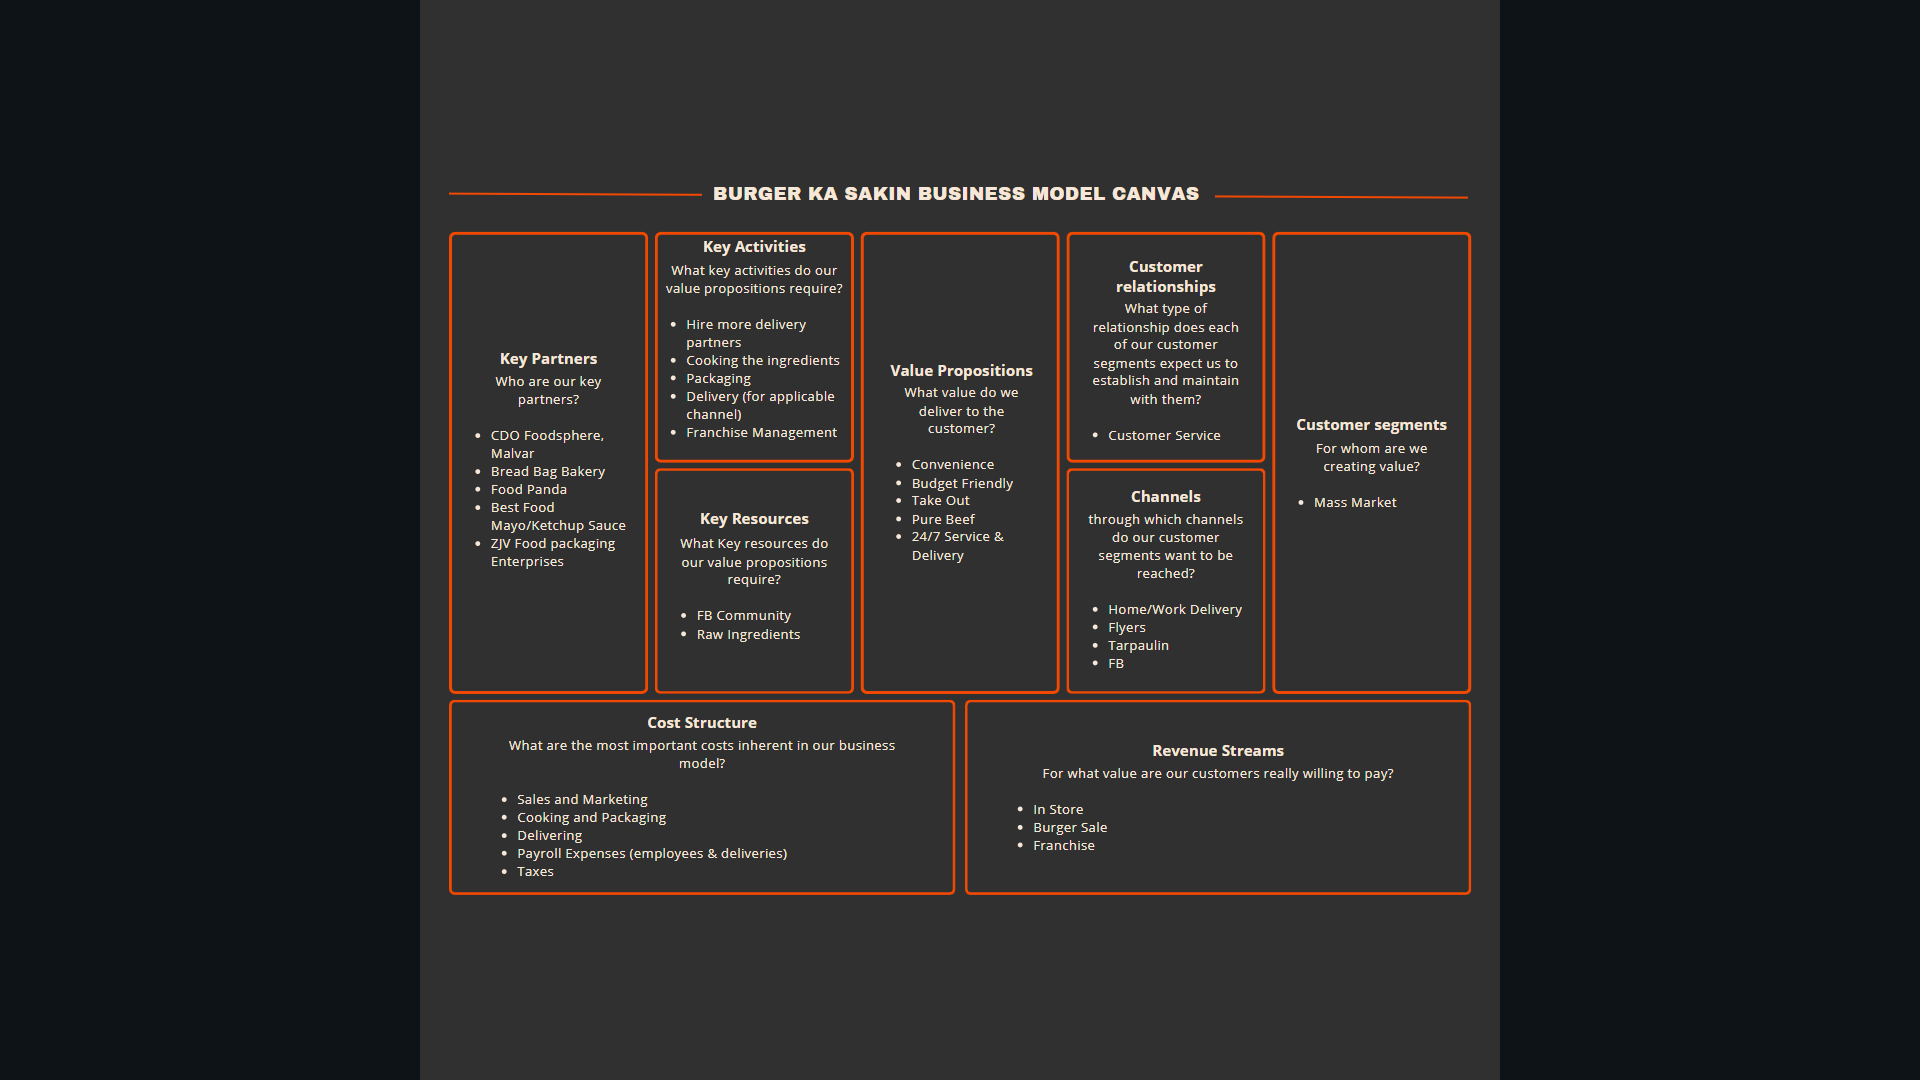 BURGER KA SAKIN BUSINESS MODEL CANVAS
Key Partners
Who are our key
partners?
CDO Foodsphere,
Malvar
Bread Bag Bakery
Food Panda
Best Food
Mayo/Ketchup Sauce
ZJV Food packaging
Enterprises
Key Activities
What key activities do our
value propositions require?
Hire more delivery
partners
Cooking the ingredients
Packaging
Delivery (for applicable
channel)
Franchise Management
Key Resources
What Key resources do
our value propositions
require?
FB Community
Raw Ingredients
Value Propositions
What value do we
deliver to the
customer?
Convenience
Budget Friendly
Take Out
Pure Beef
24/7 Service &
Delivery
Customer
relationships
What type of
relationship does each
of our customer
segments expect us to
establish and maintain
with them?
Customer Service
Channels
through which channels
do our customer
segments want to be
reached?
Home/Work Delivery
Flyers
Tarpaulin
FB
Customer segments
For whom are we
creating value?
Mass Market
Cost Structure
What are the most important costs inherent in our business
model?
Sales and Marketing
Cooking and Packaging
Delivering
Payroll Expenses (employees & deliveries)
Taxes
Revenue Streams
For what value are our customers really willing to pay?
In Store
Burger Sale
Franchise